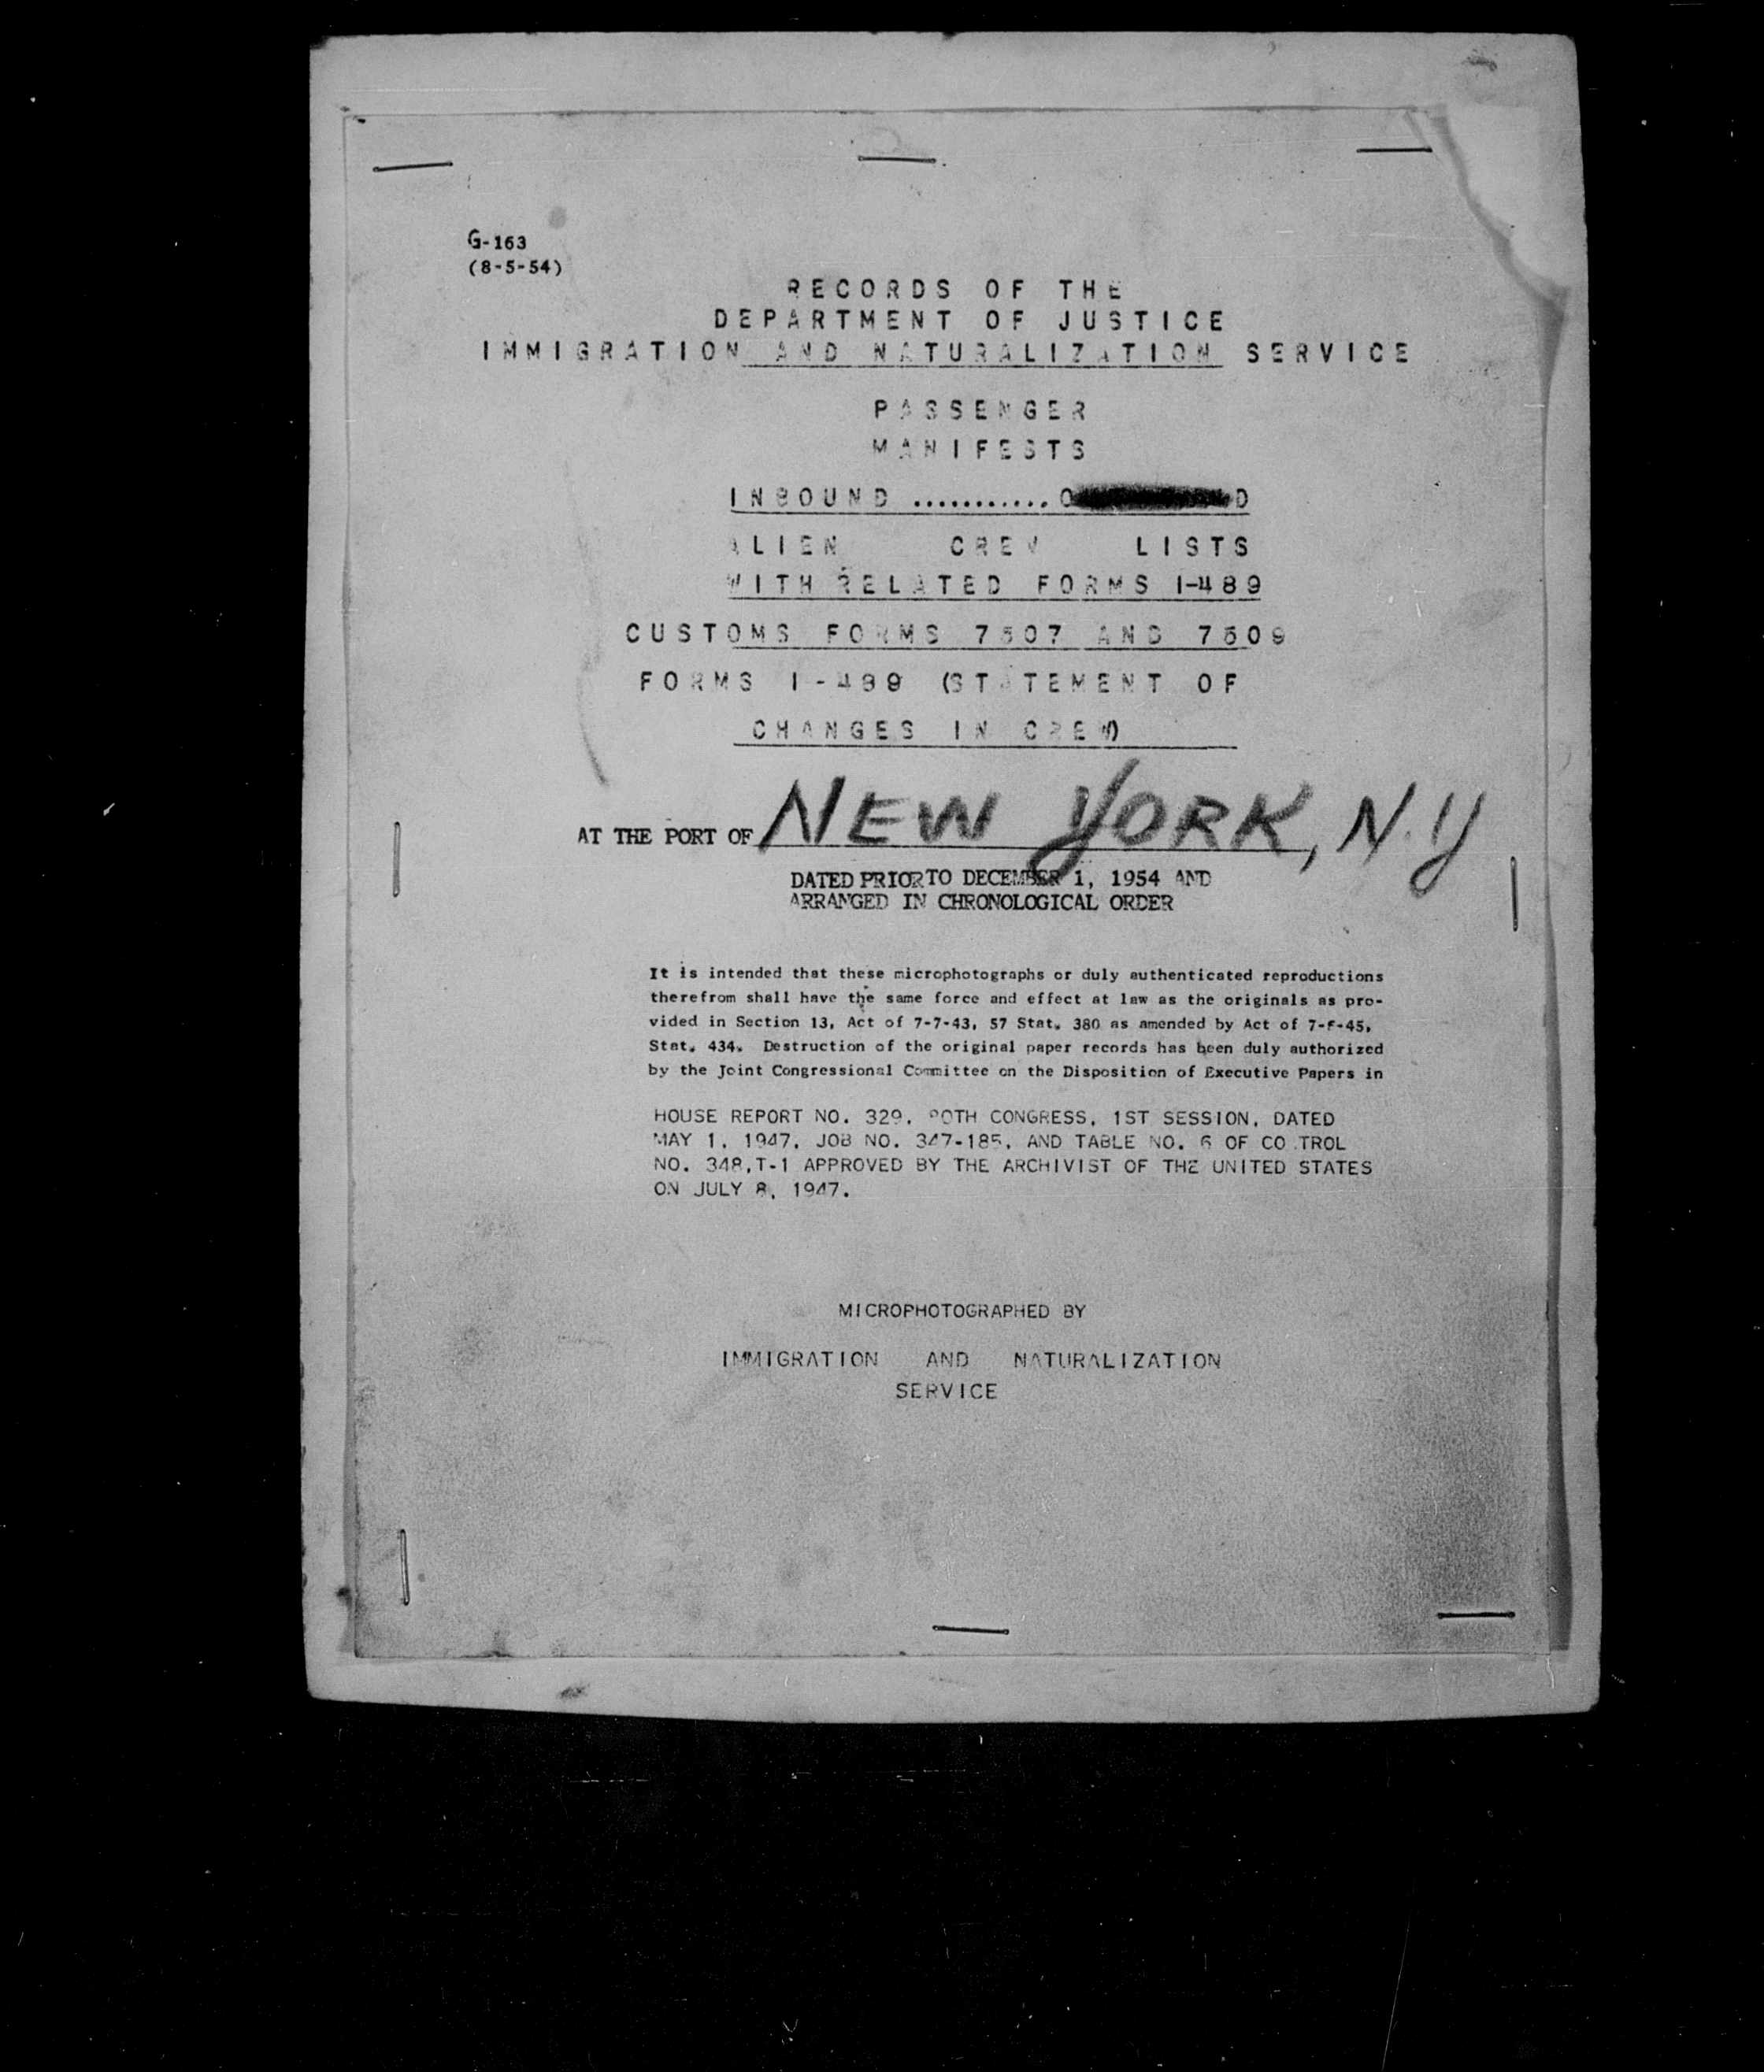 G-163
(8-5-54)
RECORDS OF THE
DEPARTMENT OF JUSTICE
IMMIGRATION AND NATURALIZATION SERVICE
PASSENGER
MANIFESTS
INBOUND ...........
ALIEN CREW LISTS
WITH RELATED FORMS I-489
CUSTOMS FORMS 7507 AND 7509
FORMS I-489 (STATEMENT OF
CHANGES IN CREW)
AT THE PORT OF NEW YORK, N.Y
DATED PRIOR TO DECEMBER 1, 1954 AND
ARRANGED IN CHRONOLOGICAL ORDER
It is intended that these microphotographs or duly authenticated reproductions
therefrom shall have the same force and effect at law as the originals as pro-
vided in Section 13, Act of 7-7-43, 57 Stat. 380 as amended by Act of
Stat. 434. Destruction of the original paper records has been duly authorized
by the Joint Congressional Committee on the Disposition of Executive Papers in
HOUSE REPORT NO. 329, 80TH CONGRESS, 1ST SESSION, DATED
MAY 1, 1947, JOB NO. 347-185, AND TABLE NO. 6 OF CO TROL
NO. 348,T-1 APPROVED BY THE ARCHIVIST OF THE UNITED STATES
ON JULY 8, 1947.
MICROPHOTOGRAPHED BY
IMMIGRATION AND NATURALIZATION
SERVICE